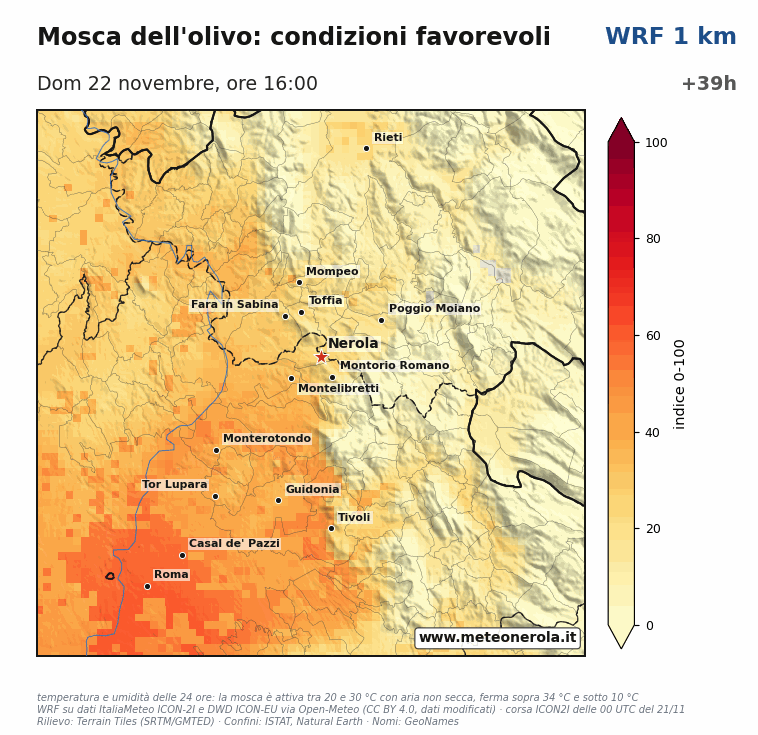 Mosca dell'olivo: condizioni favorevoli
WRF 1 km
Dom 22 novembre, ore 16:00
+39h
Rieti
Mompeo
Fara in Sabina
Toffia
Poggio Moiano
Nerola
Montorio Romano
Montelibretti
Monterotondo
Tor Lupara
Guidonia
Tivoli
Casal de' Pazzi
Roma
www.meteonerola.it
100
80
60
40
20
0
indice 0-100
temperatura e umidità delle 24 ore: la mosca è attiva tra 20 e 30 °C con aria non secca, ferma sopra 34 °C e sotto 10 °C
WRF su dati ItaliaMeteo ICON-2I e DWD ICON-EU via Open-Meteo (CC BY 4.0, dati modificati) · corsa ICON2I delle 00 UTC del 21/11
Rilievo: Terrain Tiles (SRTM/GMTED) · Confini: ISTAT, Natural Earth · Nomi: GeoNames